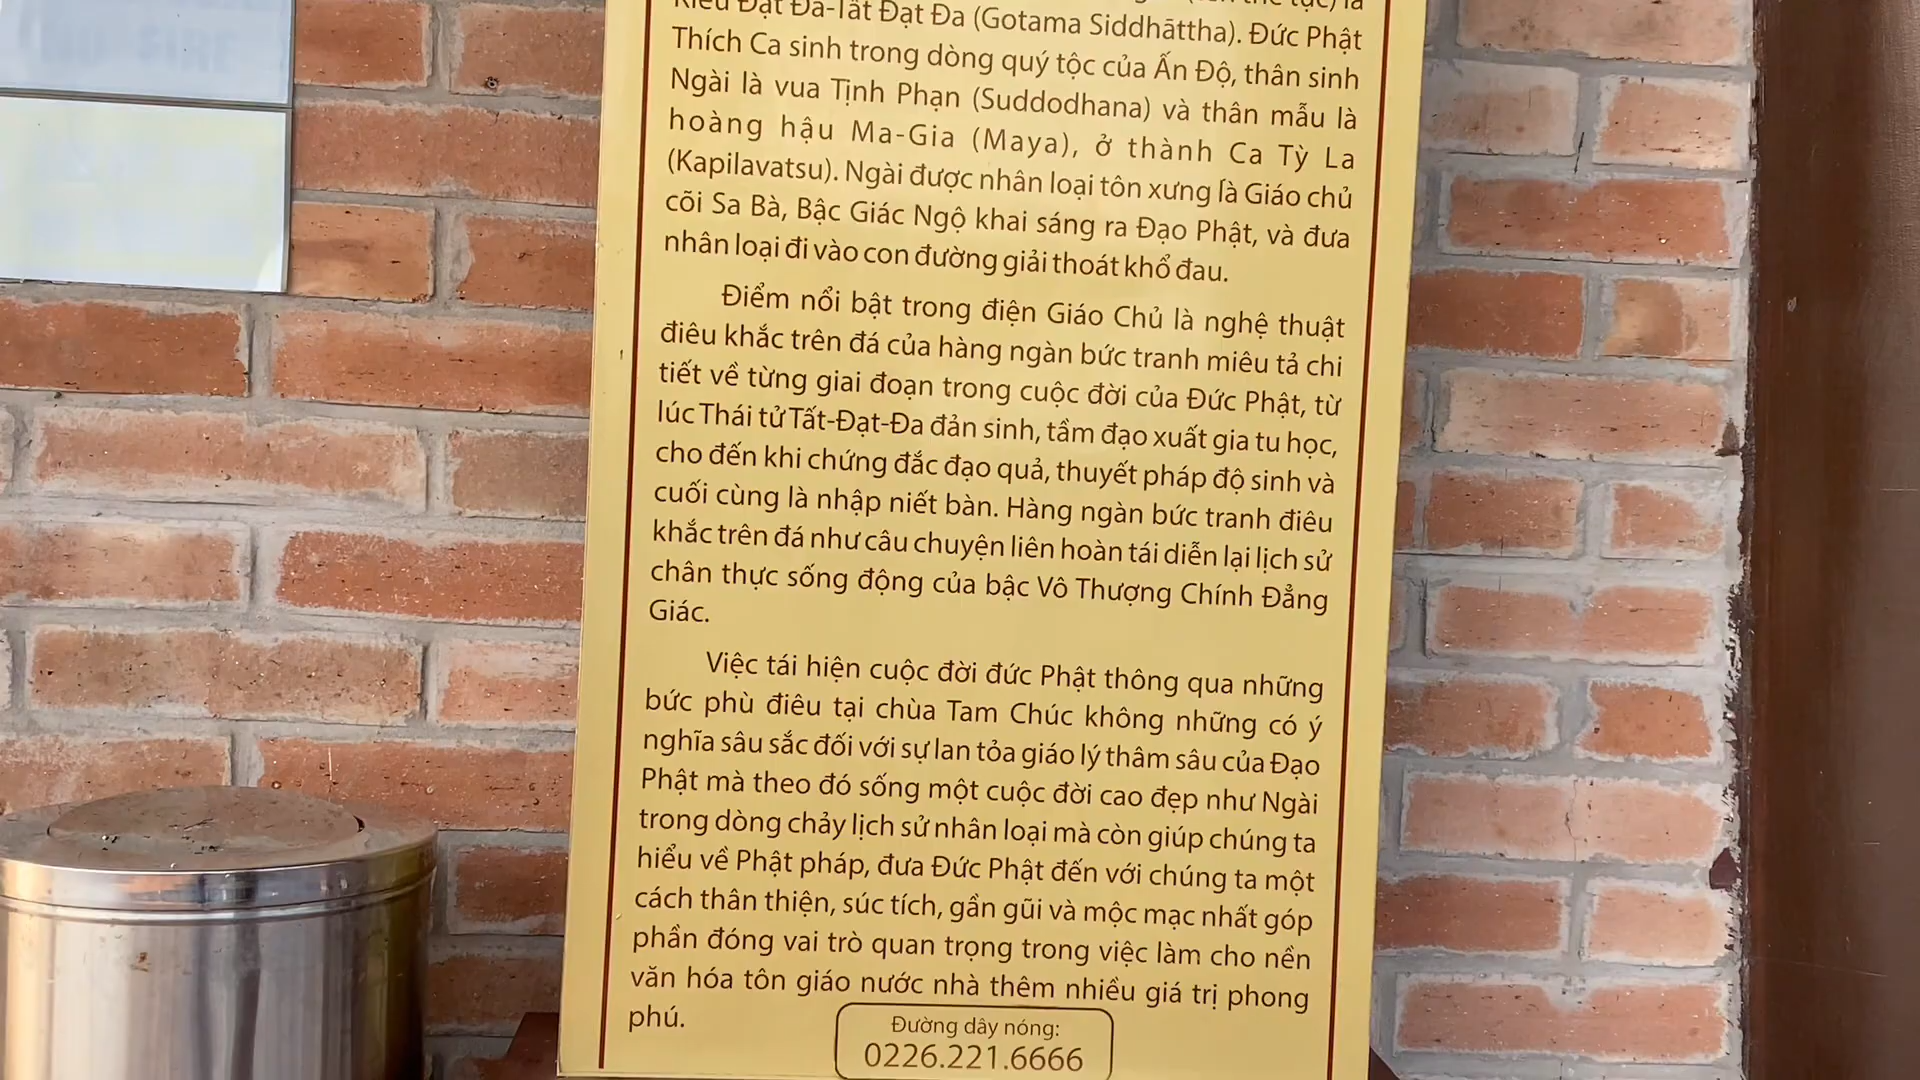 Kiều Đạt Đa-Tất Đạt Đa (Gotama Siddhāttha). Đức Phật
Thích Ca sinh trong dòng quý tộc của Ấn Độ, thân sinh
Ngài là vua Tịnh Phạn (Suddodhana) và thân mẫu là
hoàng hậu Ma-Gia (Maya), ở thành Ca Tỳ La
(Kapilavatsu). Ngài được nhân loại tôn xưng là Giáo chủ
cõi Sa Bà, Bậc Giác Ngộ khai sáng ra Đạo Phật, và đưa
nhân loại đi vào con đường giải thoát khổ đau.
Điểm nổi bật trong điện Giáo Chủ là nghệ thuật
điêu khắc trên đá của hàng ngàn bức tranh miêu tả chi
tiết về từng giai đoạn trong cuộc đời của Đức Phật, từ
lúc Thái tử Tất-Đạt-Đa đản sinh, tầm đạo xuất gia tu học,
cho đến khi chứng đắc đạo quả, thuyết pháp độ sinh và
cuối cùng là nhập niết bàn. Hàng ngàn bức tranh điêu
khắc trên đá như câu chuyện liên hoàn tái diễn lại lịch sử
chân thực sống động của bậc Vô Thượng Chính Đẳng
Giác.
Việc tái hiện cuộc đời đức Phật thông qua những
bức phù điêu tại chùa Tam Chúc không những có ý
nghĩa sâu sắc đối với sự lan tỏa giáo lý thâm sâu của Đạo
Phật mà theo đó sống một cuộc đời cao đẹp như Ngài
trong dòng chảy lịch sử nhân loại mà còn giúp chúng ta
hiểu về Phật pháp, đưa Đức Phật đến với chúng ta một
cách thân thiện, súc tích, gần gũi và mộc mạc nhất góp
phần đóng vai trò quan trọng trong việc làm cho nền
văn hóa tôn giáo nước nhà thêm nhiều giá trị phong
phú.
Đường dây nóng:
0226.221.6666